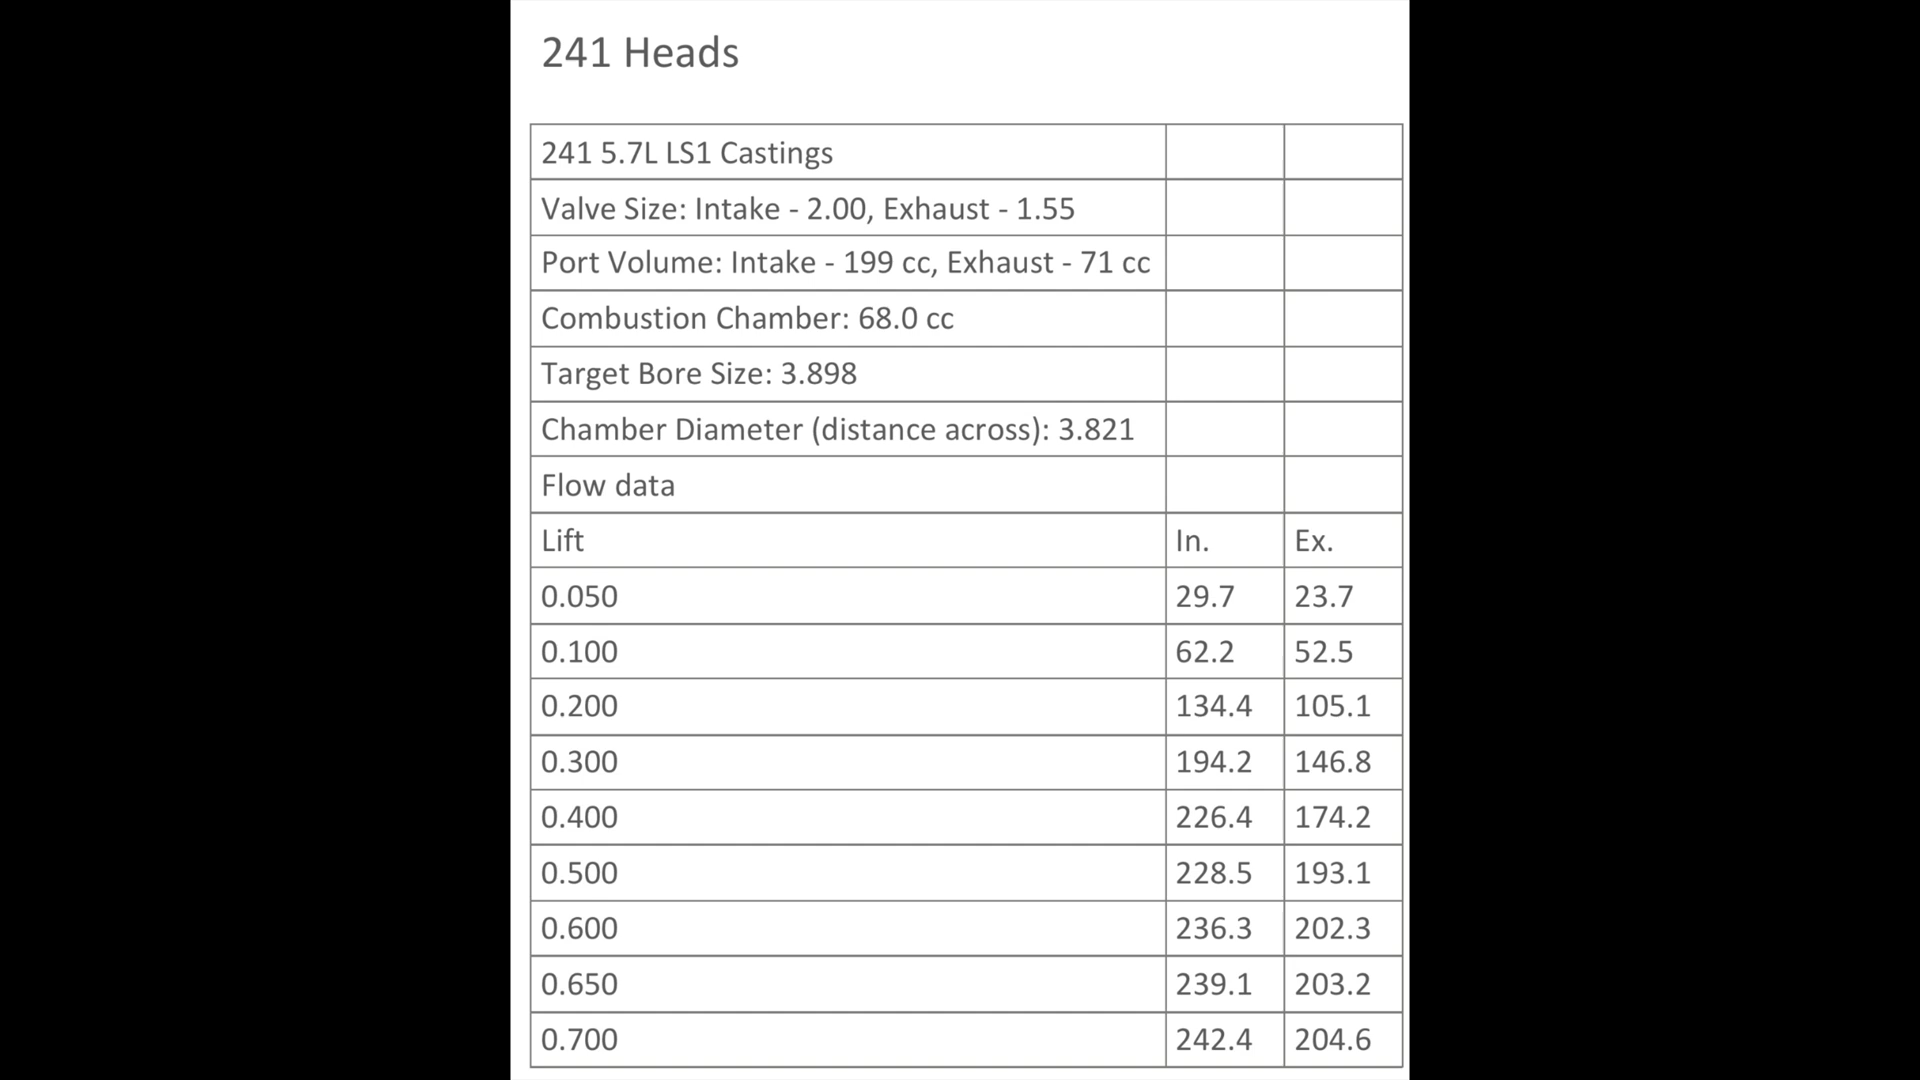 241 Heads
241 5.7L LS1 Castings
Valve Size: Intake - 2.00, Exhaust - 1.55
Port Volume: Intake - 199 cc, Exhaust - 71 cc
Combustion Chamber: 68.0 cc
Target Bore Size: 3.898
Chamber Diameter (distance across): 3.821
Flow data
Lift In. Ex.
0.050 29.7 23.7
0.100 62.2 52.5
0.200 134.4 105.1
0.300 194.2 146.8
0.400 226.4 174.2
0.500 228.5 193.1
0.600 236.3 202.3
0.650 239.1 203.2
0.700 242.4 204.6